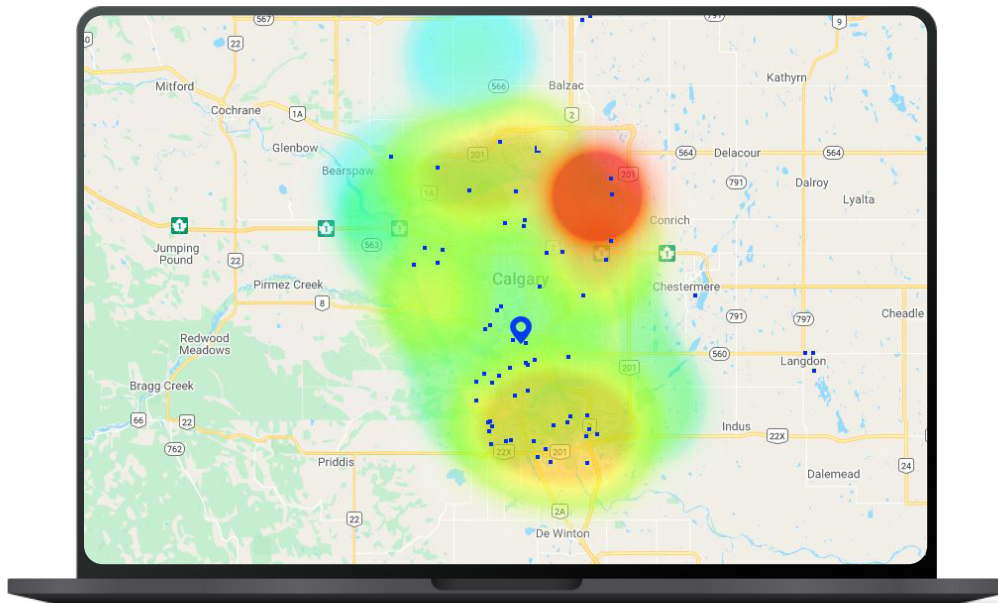 567
791
9
22
Mitford
566
Balzac
Kathyrn
Cochrane
1A
2
Glenbow
201
564
Delacour
564
Bearspaw
201
791
Dalroy
1A
Lyalta
Conrich
1
1
1
563
Jumping
Pound
1
1
22
Calgary
Pirmez Creek
Chestermere
8
791
797
Cheadle
Redwood
Meadows
560
Langdon
201
Bragg Creek
66
22
Indus
22X
762
22X
201
Priddis
24
Dalemead
2A
22
De Winton